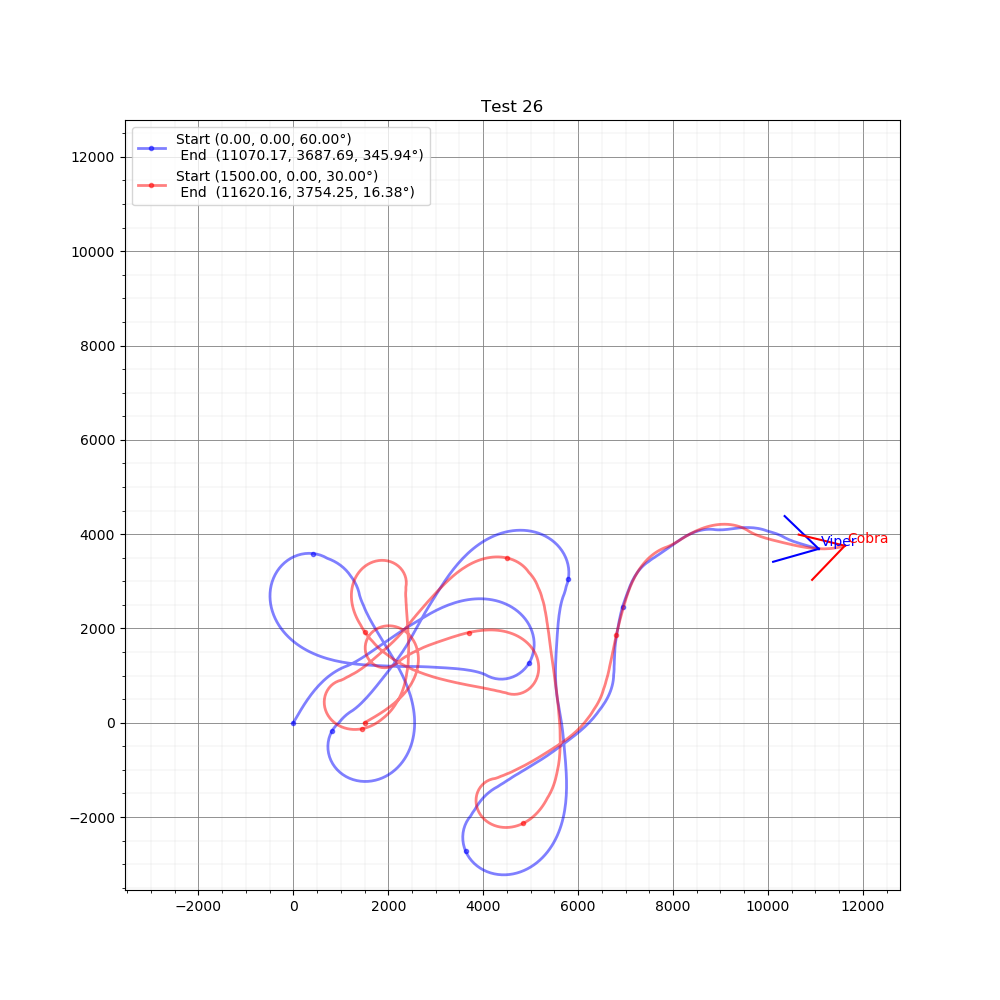 Test 26
Start (0.00, 0.00, 60.00°)
End (11070.17, 3687.69, 345.94°)
Start (1500.00, 0.00, 30.00°)
End (11620.16, 3754.25, 16.38°)
12000
10000
8000
6000
4000
2000
0
−2000
Viper
Cobra
−2000 0 2000 4000 6000 8000 10000 12000